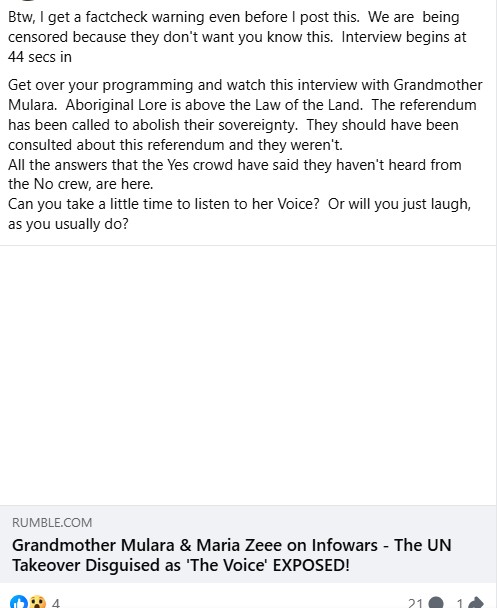 Btw, I get a factcheck warning even before I post this.  We are  being
censored because they don't want you know this.  Interview begins at
44 secs in
Get over your programming and watch this interview with Grandmother
Mulara.  Aboriginal Lore is above the Law of the Land.  The referendum
has been called to abolish their sovereignty.  They should have been
consulted about this referendum and they weren't.
All the answers that the Yes crowd have said they haven't heard from
the No crew, are here.
Can you take a little time to listen to her Voice?  Or will you just laugh,
as you usually do?
RUMBLE.COM
Grandmother Mulara & Maria Zeee on Infowars - The UN
Takeover Disguised as 'The Voice' EXPOSED!
4 21 1